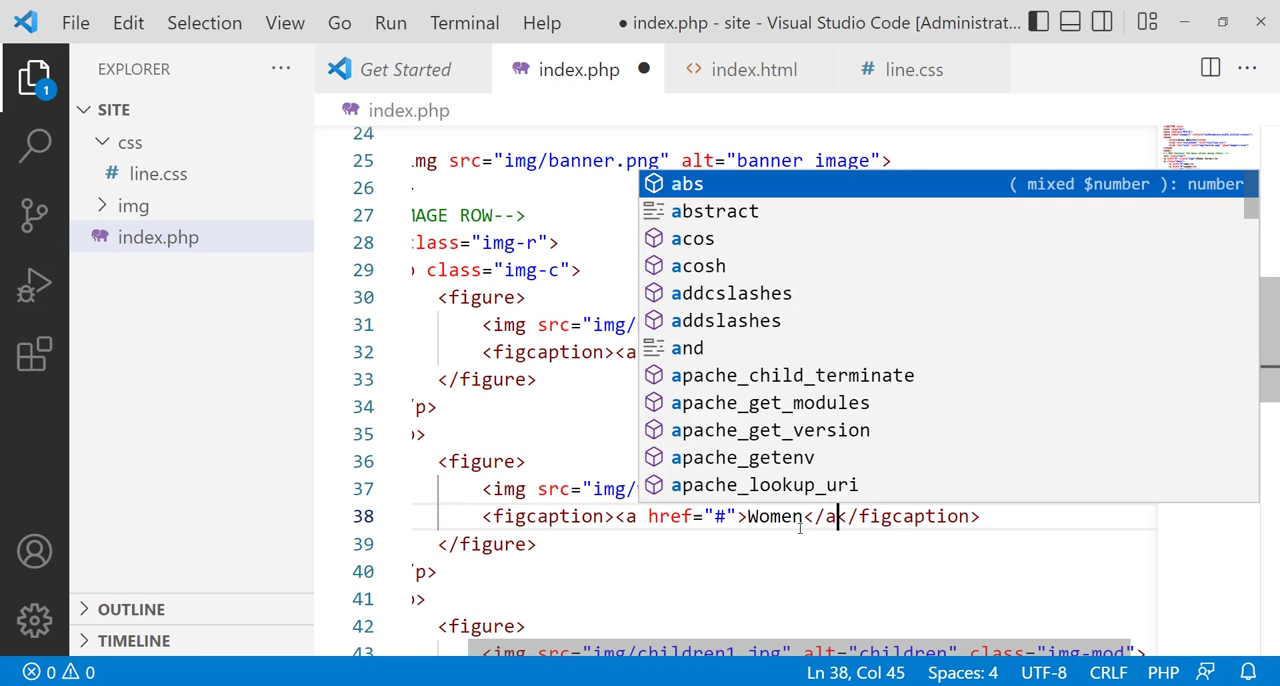 File Edit Selection View Go Run Terminal Help ● index.php - site - Visual Studio Code [Administrat...
EXPLORER ...
Get Started index.php ● index.html # line.css ...
SITE
index.php
css
# line.css
img
index.php
1
24
25 mg src="img/banner.png" alt="banner image">
26
27 MAGE ROW-->
28 class="img-r">
29 class="img-c">
30 <figure>
31 <img src="img/
32 <figcaption><a
33 </figure>
34 /p>
35 >
36 <figure>
37 <img src="img/
38 <figcaption><a href="#">Women</a</figcaption>
39 </figure>
40 /p>
41 >
42 <figure>
43 <img src="img/children1.jpg" alt="children" class="img-mod">
abs ( mixed $number ): number
abstract
acos
acosh
addcslashes
addslashes
and
apache_child_terminate
apache_get_modules
apache_get_version
apache_getenv
apache_lookup_uri
OUTLINE
TIMELINE
0 0 Ln 38, Col 45 Spaces: 4 UTF-8 CRLF PHP